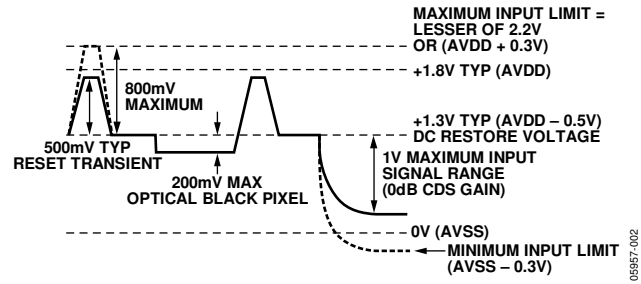 MAXIMUM INPUT LIMIT =
LESSER OF 2.2V
OR (AVDD + 0.3V)
+1.8V TYP (AVDD)
800mV
MAXIMUM
+1.3V TYP (AVDD – 0.5V)
DC RESTORE VOLTAGE
500mV TYP
RESET TRANSIENT
200mV MAX
OPTICAL BLACK PIXEL
1V MAXIMUM INPUT
SIGNAL RANGE
(0dB CDS GAIN)
0V (AVSS)
MINIMUM INPUT LIMIT
(AVSS – 0.3V)
05957-002